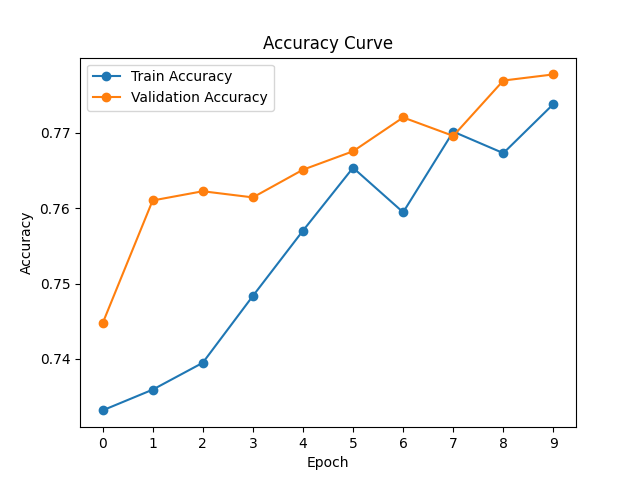 Accuracy Curve
Train Accuracy
Validation Accuracy
0.77
0.76
0.75
0.74
Accuracy
0 1 2 3 4 5 6 7 8 9
Epoch